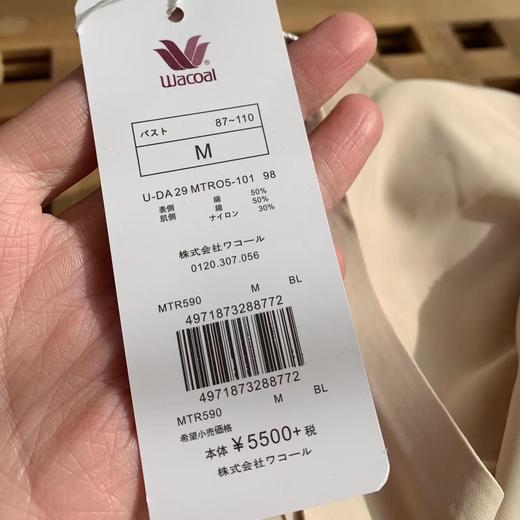 Wacoal®
バスト 87~110
M
U-DA 29 MTRO5-101 98
表側 綿 50%
肌側 綿 50%
ナイロン 30%
株式会社ワコール
0120.307.056
MTR590 M BL
4971873288772
4971873288772
MTR590 M BL
希望小売価格
本体 ¥5500+税
株式会社ワコール